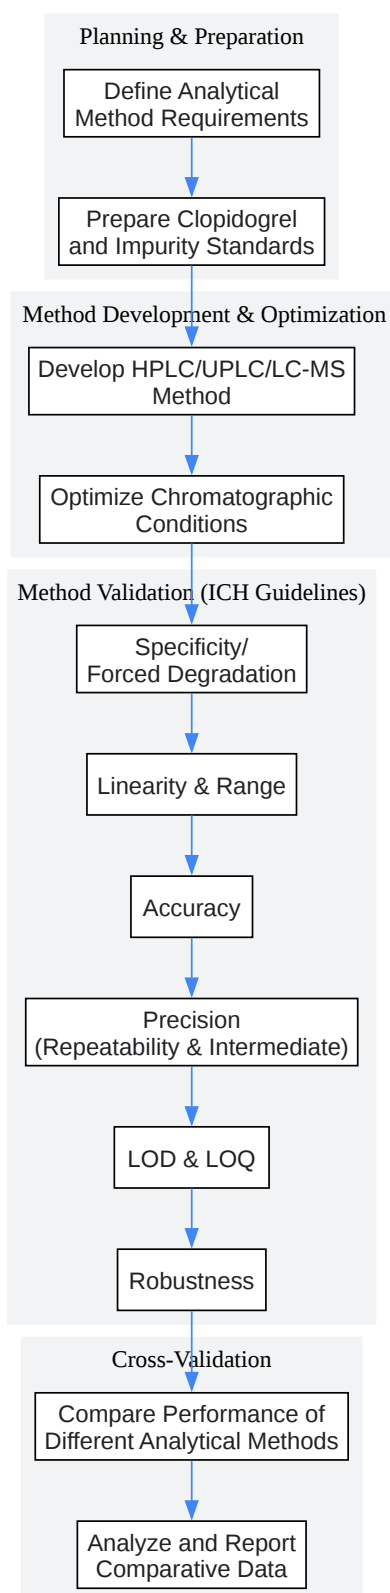 Planning & Preparation
Define Analytical
Method Requirements
Prepare Clopidogrel
and Impurity Standards
Method Development & Optimization
Develop HPLC/UPLC/LC-MS
Method
Optimize Chromatographic
Conditions
Method Validation (ICH Guidelines)
Specificity/
Forced Degradation
Linearity & Range
Accuracy
Precision
(Repeatability & Intermediate)
LOD & LOQ
Robustness
Cross-Validation
Compare Performance of
Different Analytical Methods
Analyze and Report
Comparative Data